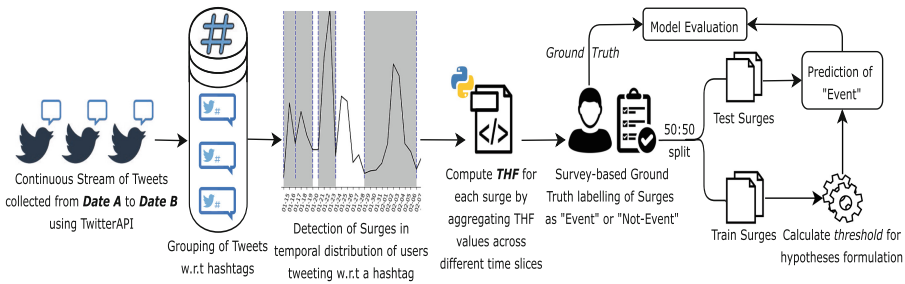 Continuous Stream of Tweets
collected from Date A to Date B
using TwitterAPI
#
#
#
#
Grouping of Tweets
w.r.t hashtags
Detection of Surges in
temporal distribution of users
tweeting w.r.t a hashtag
</>
Compute THF for
each surge by
aggregating THF
values across
different time slices
Survey-based Ground
Truth labelling of Surges
as "Event" or "Not-Event"
Ground Truth
Model Evaluation
50:50
split
Test Surges
Train Surges
Prediction of
"Event"
Calculate threshold for
hypotheses formulation